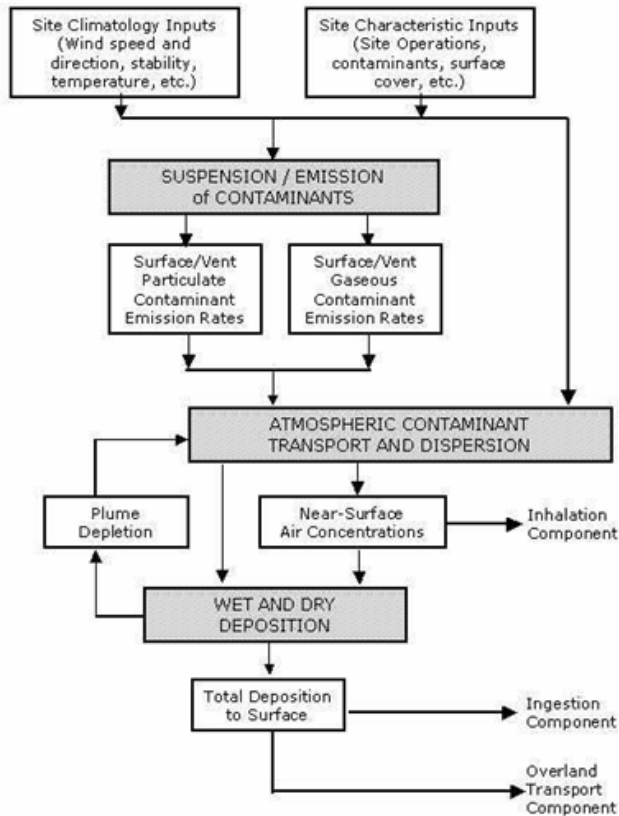 Site Climatology Inputs
(Wind speed and
direction, stability,
temperature, etc.)
Site Characteristic Inputs
(Site Operations,
contaminants, surface
cover, etc.)
SUSPENSION / EMISSION
of CONTAMINANTS
Surface/Vent
Particulate
Contaminant
Emission Rates
Surface/Vent
Gaseous
Contaminant
Emission Rates
ATMOSPHERIC CONTAMINANT
TRANSPORT AND DISPERSION
Plume
Depletion
Near-Surface
Air Concentrations
Inhalation
Component
WET AND DRY
DEPOSITION
Total Deposition
to Surface
Ingestion
Component
Overland
Transport
Component